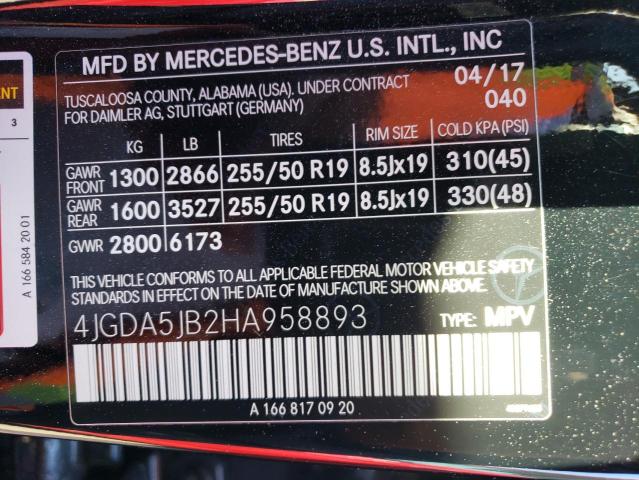 MFD BY MERCEDES-BENZ U.S. INTL., INC
TUSCALOOSA COUNTY, ALABAMA (USA). UNDER CONTRACT 04/17
FOR DAIMLER AG, STUTTGART (GERMANY) 040
KG LB TIRES RIM SIZE COLD KPA (PSI)
GAWR FRONT 1300 2866 255/50 R19 8.5Jx19 310(45)
GAWR REAR 1600 3527 255/50 R19 8.5Jx19 330(48)
GVWR 2800 6173
THIS VEHICLE CONFORMS TO ALL APPLICABLE FEDERAL MOTOR VEHICLE SAFETY
STANDARDS IN EFFECT ON THE DATE OF MANUFACTURE SHOWN ABOVE.
4JGDA5JB2HA958893 TYPE: MPV
A 166 817 09 20
3
A 166 584 20 01